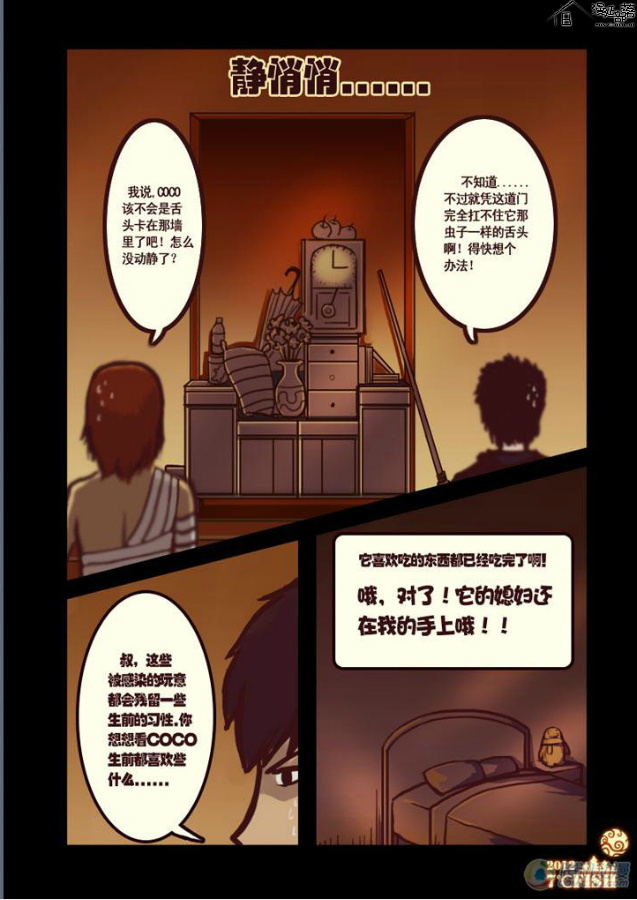 漫山部落
静悄悄......
我说,COCO
该不会是舌
头卡在那墙
里了吧！怎么
没动静了？
不知道......
不过就凭这道门
完全扛不住它那
虫子一样的舌头
啊！得快想个
办法！
叔，这些
被感染的玩意
都会残留一些
生前的习性.你
想想看COCO
生前都喜欢些
什么......
它喜欢吃的东西都已经吃完了啊！
哦，对了！它的媳妇还
在我的手上哦！！
2012
7℃FISH